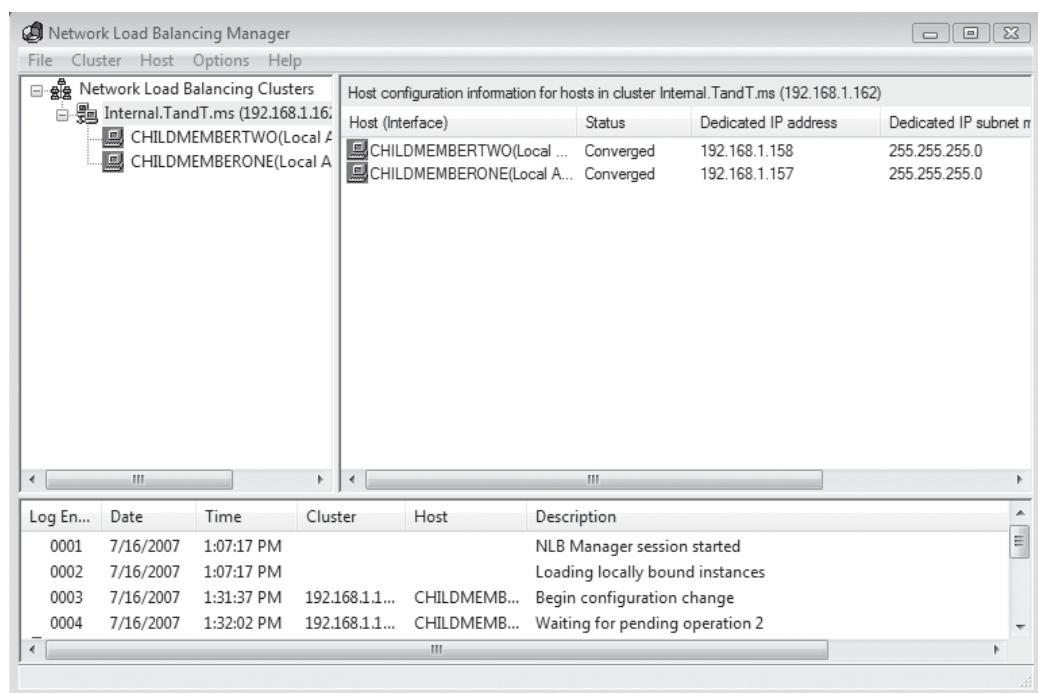 Network Load Balancing Manager
File Cluster Host Options Help
Network Load Balancing Clusters
Internal.TandT.ms (192.168.1.162
CHILDMEMBERTWO(Local A
CHILDMEMBERONE(Local A
Host configuration information for hosts in cluster Internal.TandT.ms (192.168.1.162)
Host (Interface) Status Dedicated IP address Dedicated IP subnet m
CHILDMEMBERTWO(Local ... Converged 192.168.1.158 255.255.255.0
CHILDMEMBERONE(Local A... Converged 192.168.1.157 255.255.255.0
Log En... Date Time Cluster Host Description
0001 7/16/2007 1:07:17 PM NLB Manager session started
0002 7/16/2007 1:07:17 PM Loading locally bound instances
0003 7/16/2007 1:31:37 PM 192.168.1.1... CHILDMEMB... Begin configuration change
0004 7/16/2007 1:32:02 PM 192.168.1.1... CHILDMEMB... Waiting for pending operation 2